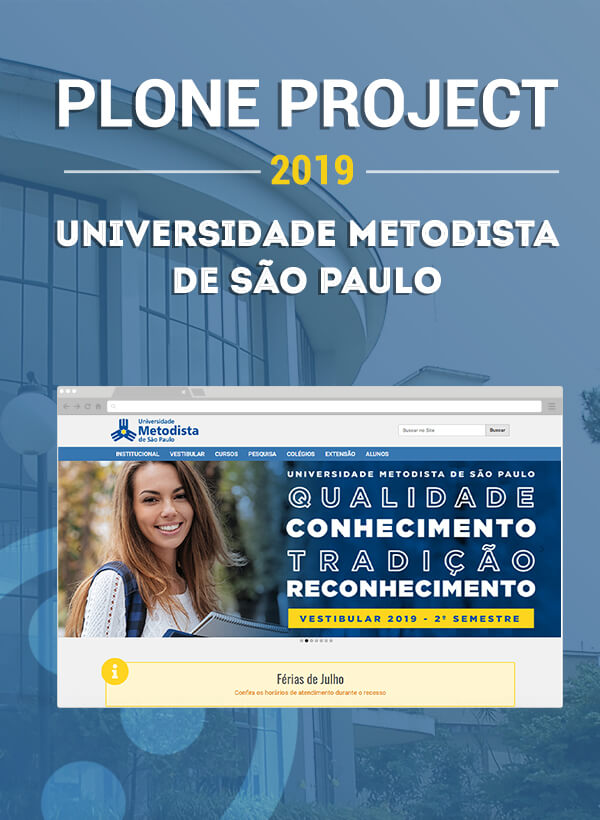 PLONE PROJECT
2019
UNIVERSIDADE METODISTA
DE SÃO PAULO
Universidade
Metodista
de São Paulo
Buscar no Site
Buscar
INSTITUCIONAL VESTIBULAR CURSOS PESQUISA COLÉGIOS EXTENSÃO ALUNOS
UNIVERSIDADE METODISTA DE SÃO PAULO
QUALIDADE
CONHECIMENTO
TRADIÇÃO
RECONHECIMENTO
VESTIBULAR 2019 - 2º SEMESTRE
Férias de Julho
Confira os horários de atendimento durante o recesso